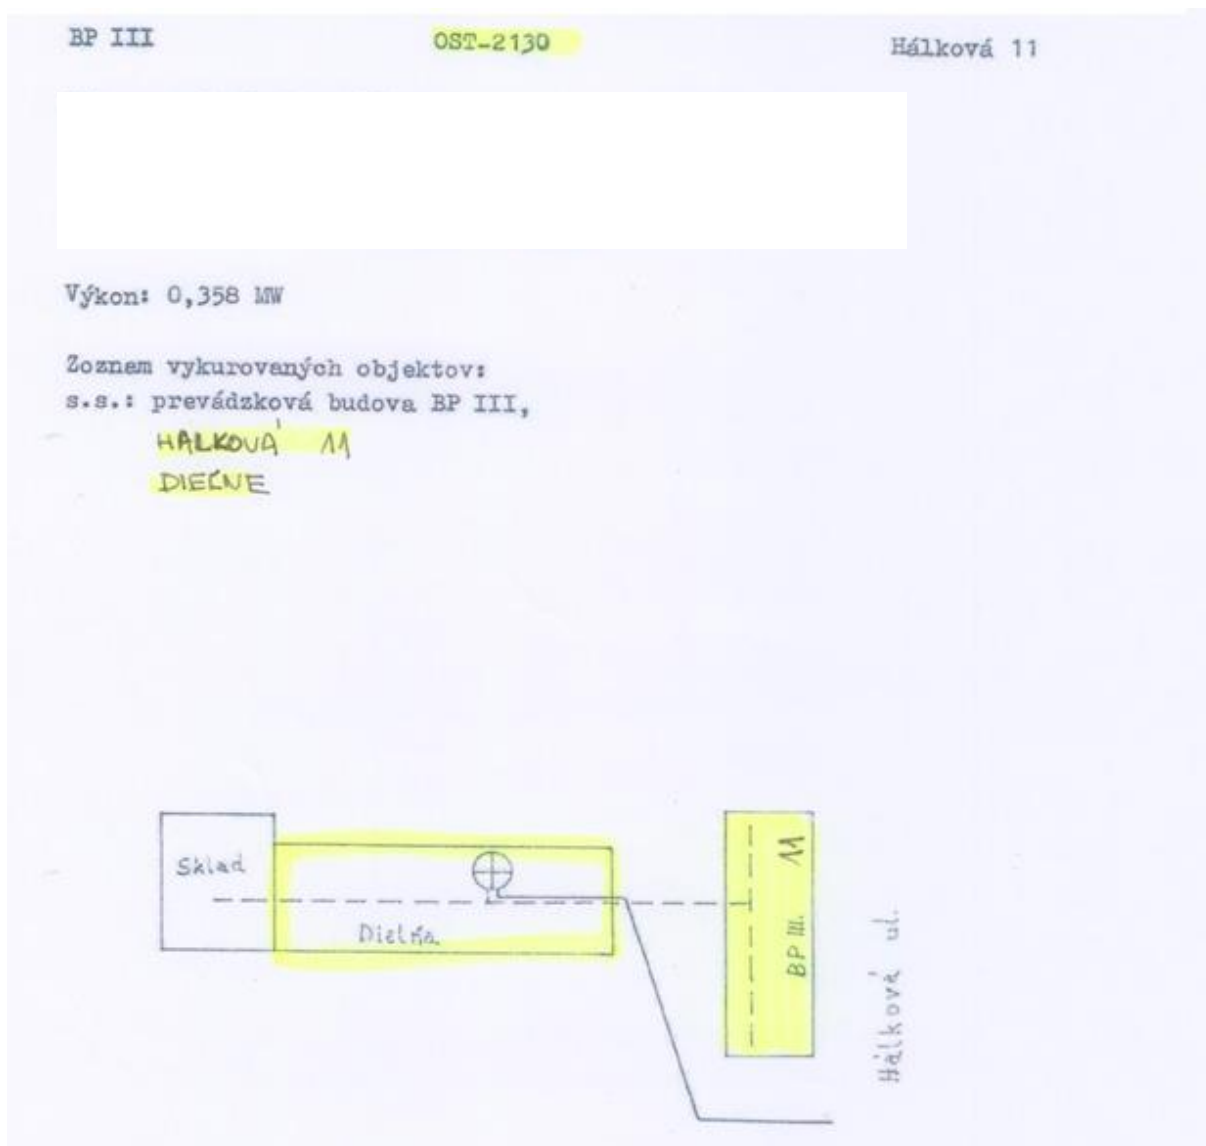 BP III OST-2130 Hálková 11
Výkon: 0,358 MW
Zoznam vykurovaných objektov:
s.s.: prevádzková budova BP III,
HÁLKOVÁ 11
DIEĽNE
Sklad
Dielňa
BP III. 11
Hálková ul.